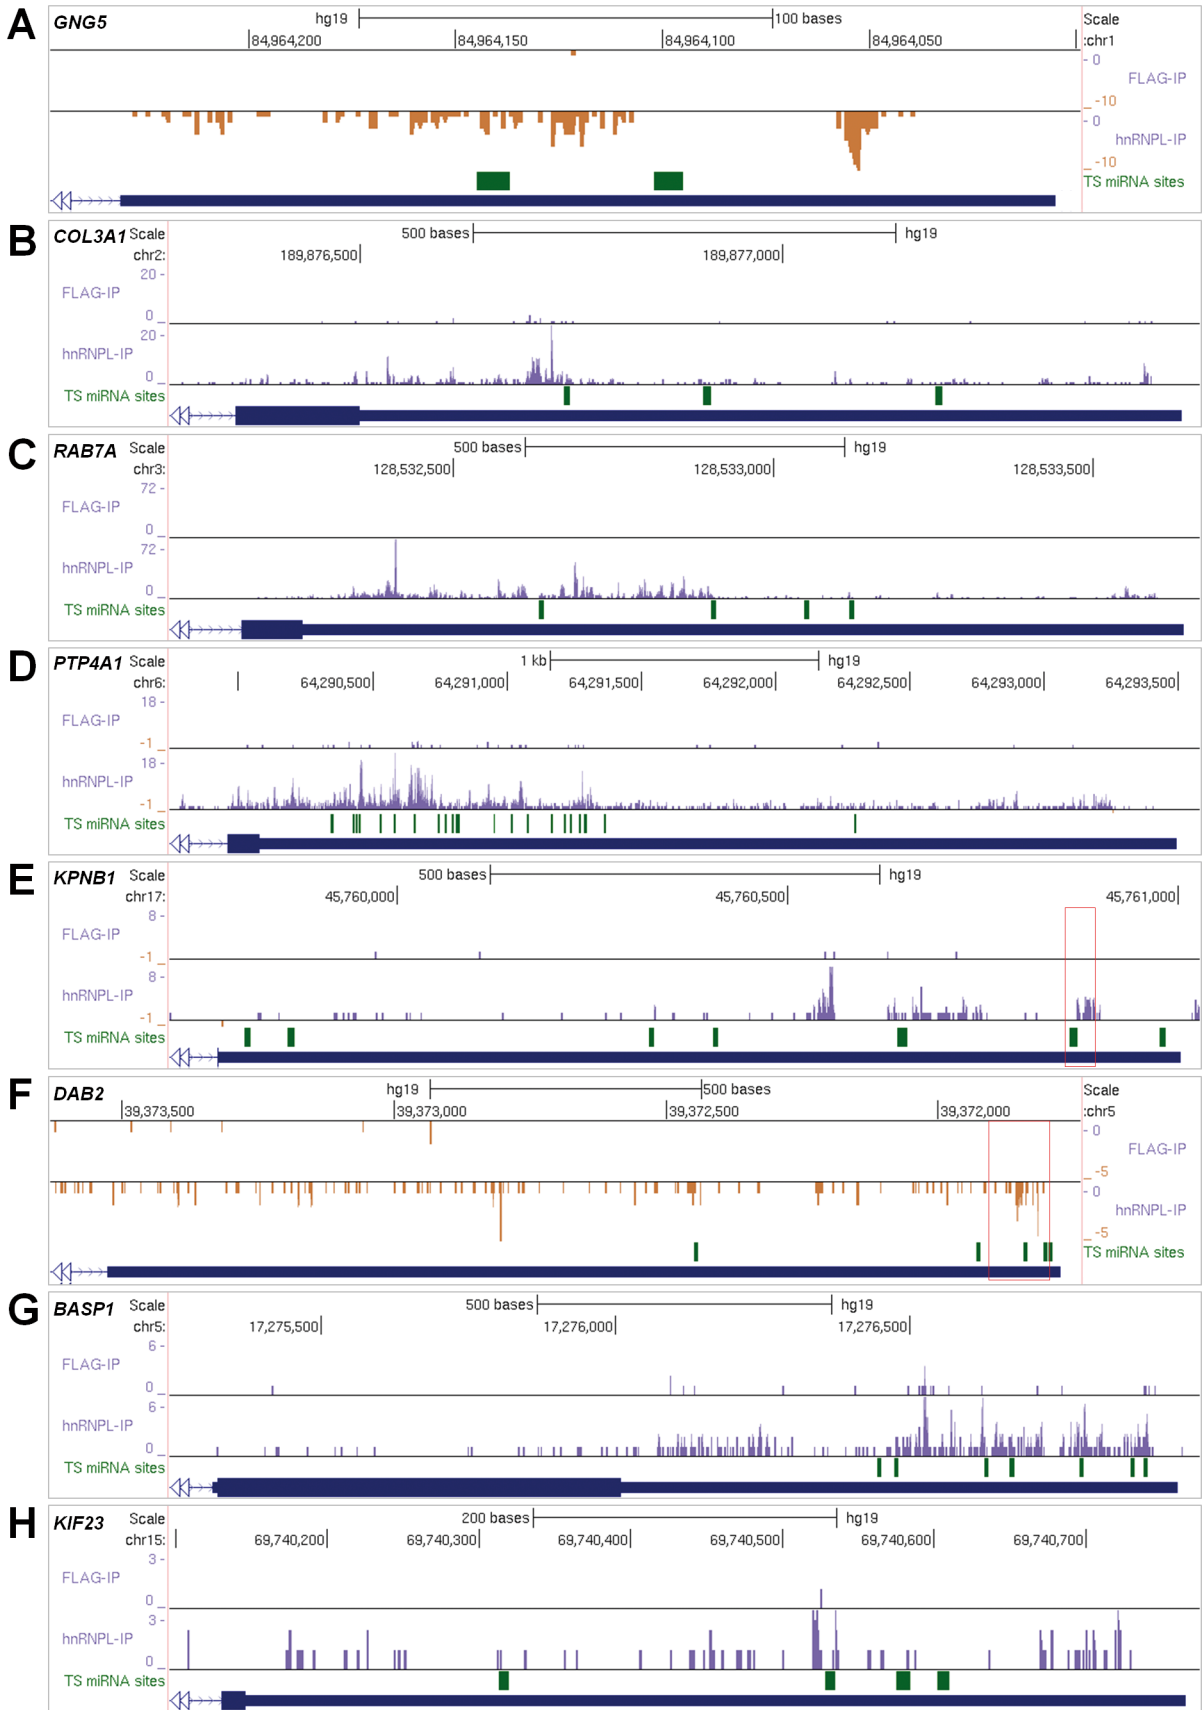 A GNG5 hg19 100 bases Scale
84,964,200 84,964,150 84,964,100 84,964,050 :chr1
- 0
FLAG-IP
-10
- 0
hnRNPL-IP
-10
TS miRNA sites
B COL3A1 Scale 500 bases hg19
chr2: 189,876,500 189,877,000
20 -
FLAG-IP
0
20 -
hnRNPL-IP
0
TS miRNA sites
C RAB7A Scale 500 bases hg19
chr3: 128,532,500 128,533,000 128,533,500
72 -
FLAG-IP
0
72 -
hnRNPL-IP
0
TS miRNA sites
D PTP4A1 Scale 1 kb hg19
chr6: 64,290,500 64,291,000 64,291,500 64,292,000 64,292,500 64,293,000 64,293,500
18 -
FLAG-IP
-1
18 -
hnRNPL-IP
-1
TS miRNA sites
E KPNB1 Scale 500 bases hg19
chr17: 45,760,000 45,760,500 45,761,000
8 -
FLAG-IP
-1
8 -
hnRNPL-IP
-1
TS miRNA sites
F DAB2 hg19 500 bases Scale
39,373,500 39,373,000 39,372,500 39,372,000 :chr5
- 0
FLAG-IP
-5
- 0
hnRNPL-IP
-5
TS miRNA sites
G BASP1 Scale 500 bases hg19
chr5: 17,275,500 17,276,000 17,276,500
6 -
FLAG-IP
0
6 -
hnRNPL-IP
0
TS miRNA sites
H KIF23 Scale 200 bases hg19
chr15: 69,740,200 69,740,300 69,740,400 69,740,500 69,740,600 69,740,700
3 -
FLAG-IP
0
3 -
hnRNPL-IP
0
TS miRNA sites